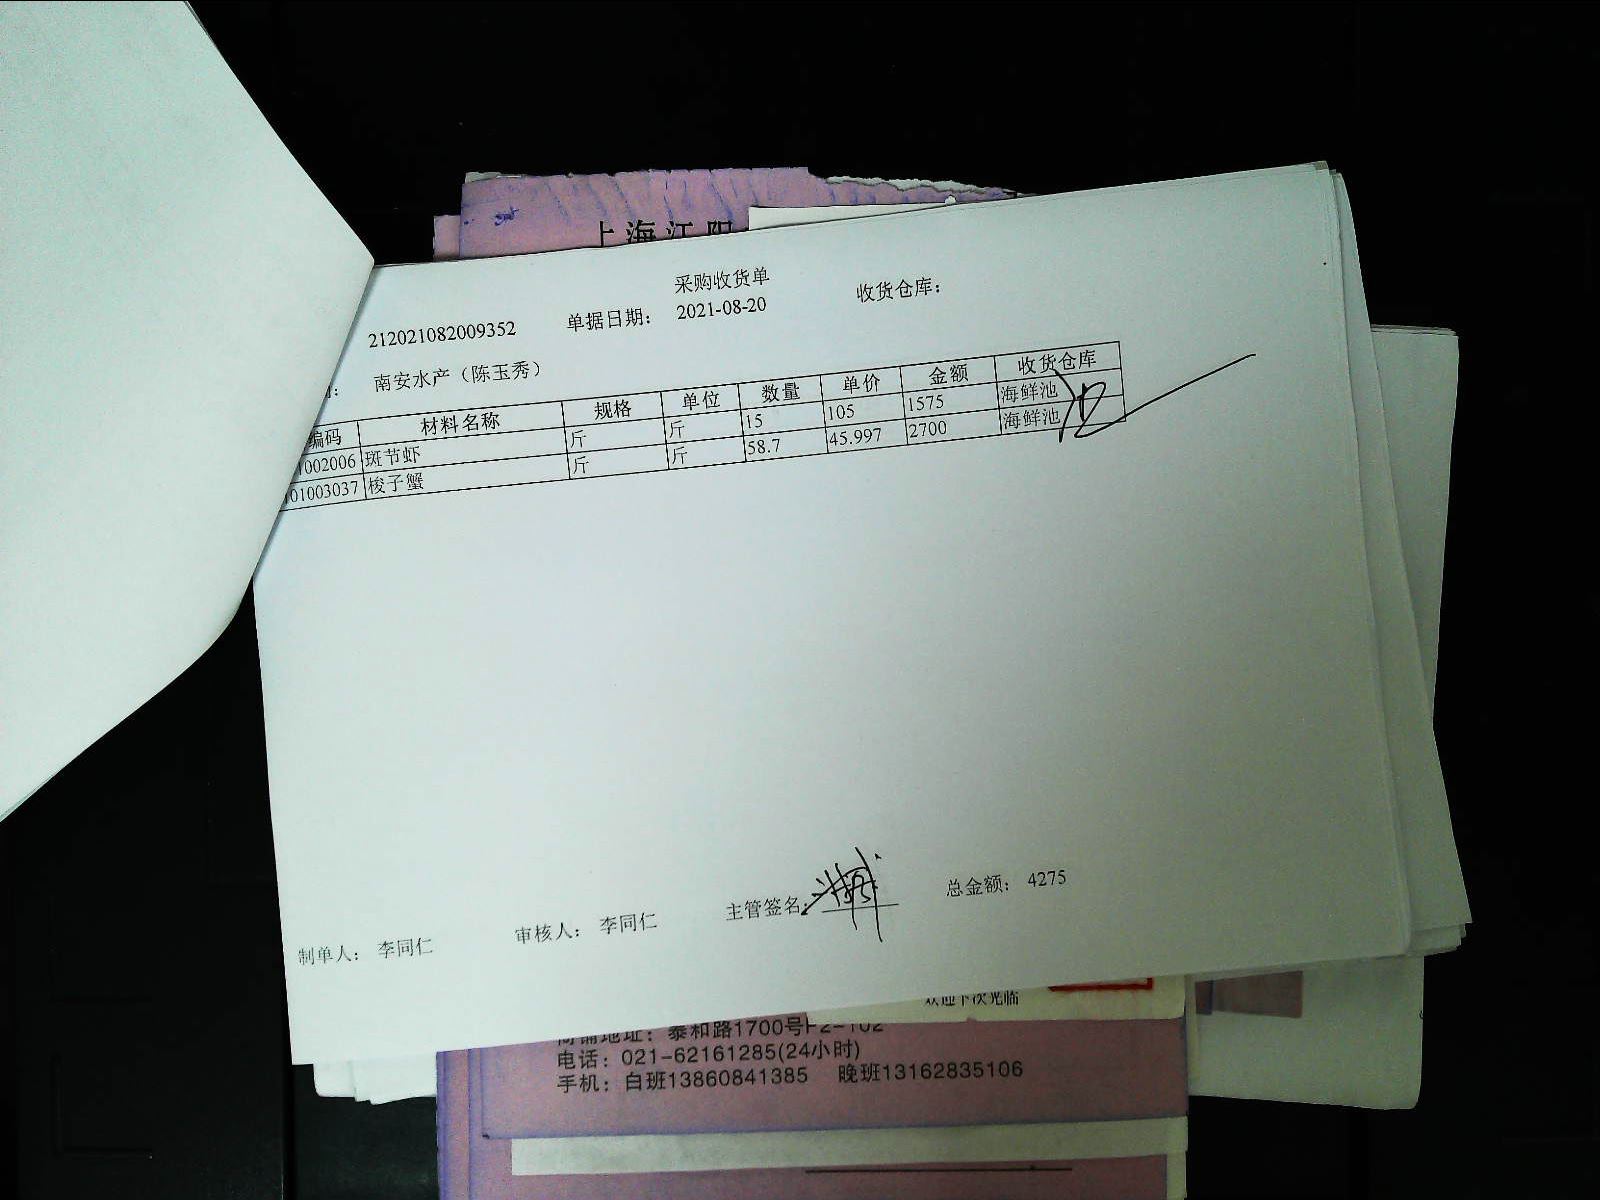 上海江阳
采购收货单
212021082009352 单据日期: 2021-08-20 收货仓库:
南安水产(陈玉秀)
编码 材料名称 规格 单位 数量 单价 金额 收货仓库
002006 斑节虾 斤 斤 15 105 1575 海鲜池
01003037 梭子蟹 斤 斤 58.7 45.997 2700 海鲜池
制单人: 李同仁 审核人: 李同仁 主管签名: 总金额: 4275
欢迎下次光临
商铺地址:泰和路1700号F2-102
电话:021-62161285(24小时)
手机:白班13860841385 晚班13162835106